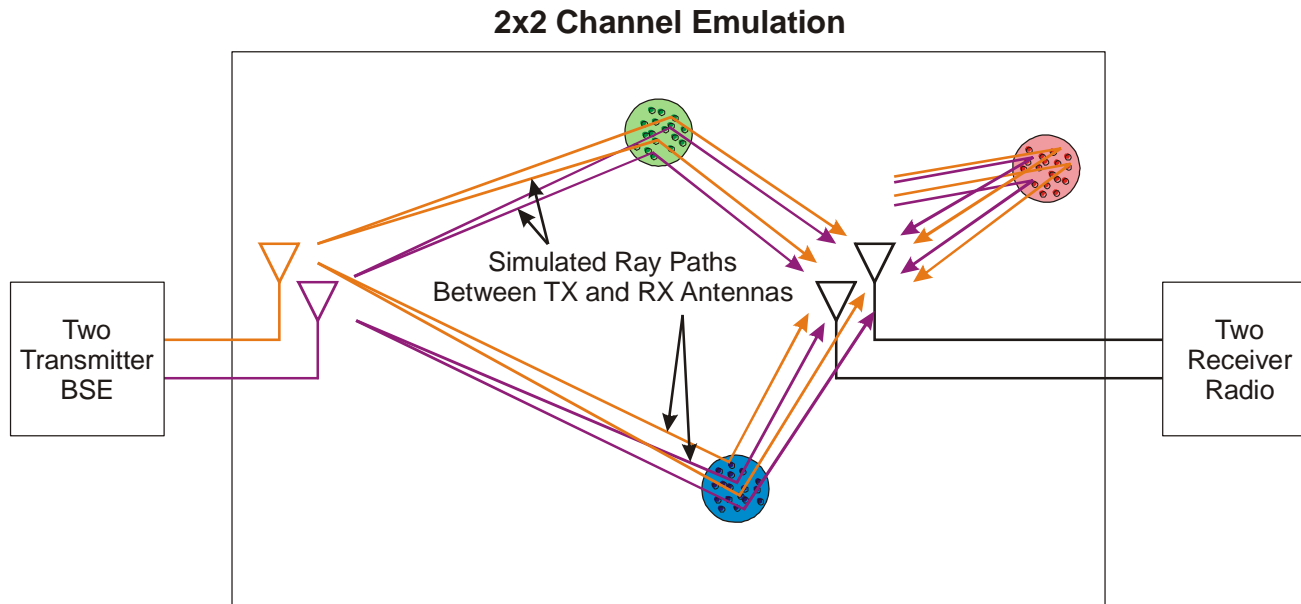 2x2 Channel Emulation
Simulated Ray Paths
Between TX and RX Antennas
Two
Transmitter
BSE
Two
Receiver
Radio